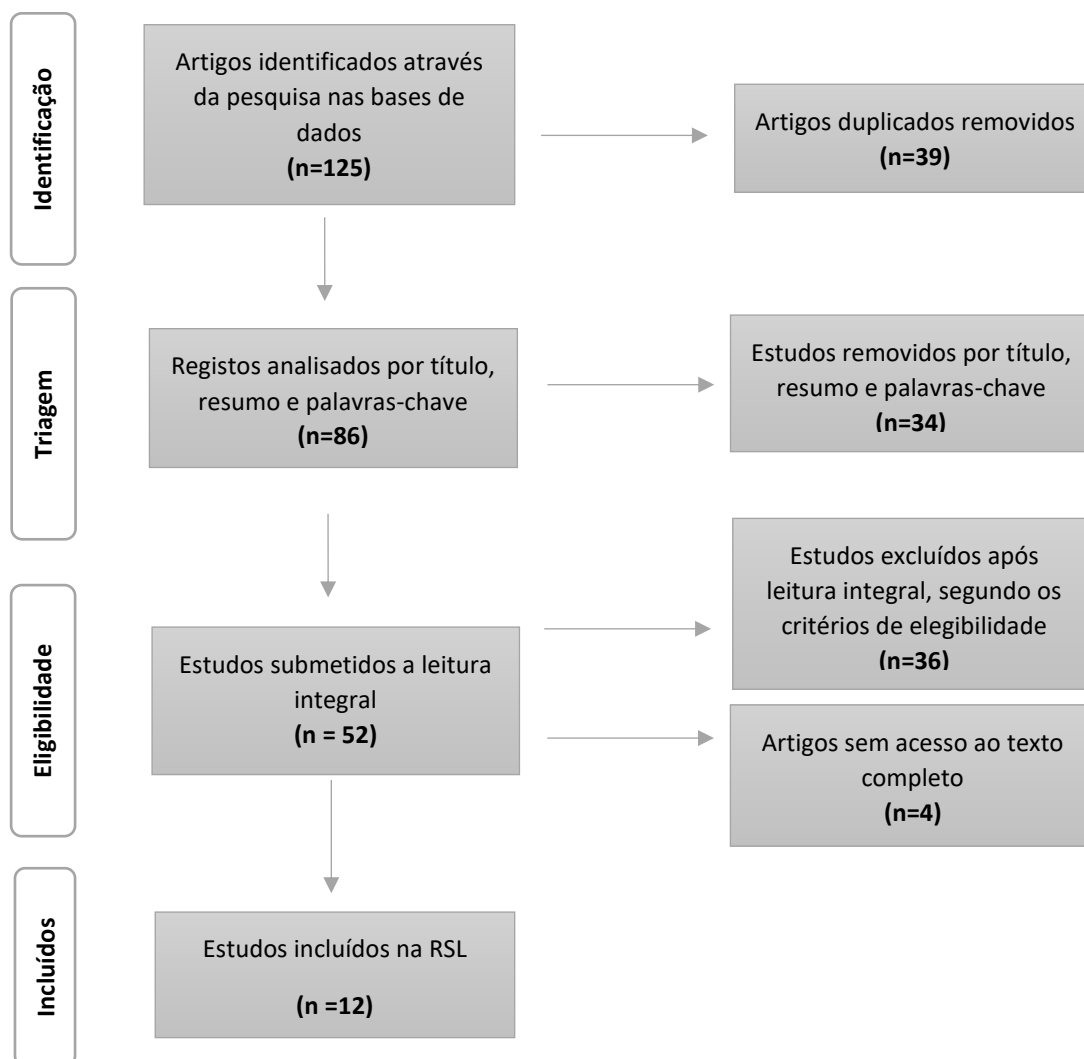 Identificação
Artigos identificados através
da pesquisa nas bases de
dados
(n=125)
Artigos duplicados removidos
(n=39)
Triagem
Registos analisados por título,
resumo e palavras-chave
(n=86)
Estudos removidos por título,
resumo e palavras-chave
(n=34)
Eligibilidade
Estudos submetidos a leitura
integral
(n = 52)
Estudos excluídos após
leitura integral, segundo os
critérios de elegibilidade
(n=36)
Artigos sem acesso ao texto
completo
(n=4)
Incluídos
Estudos incluídos na RSL
(n =12)